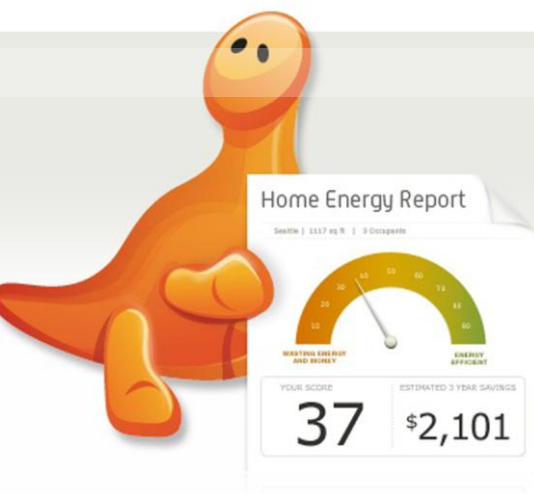 Home Energy Report
Seattle | 1117 sq ft | 3 Occupants
10 20 30 40 50 60 70 80 90
WASTING ENERGY
AND MONEY
ENERGY
EFFICIENT
YOUR SCORE
37
ESTIMATED 3 YEAR SAVINGS
$2,101